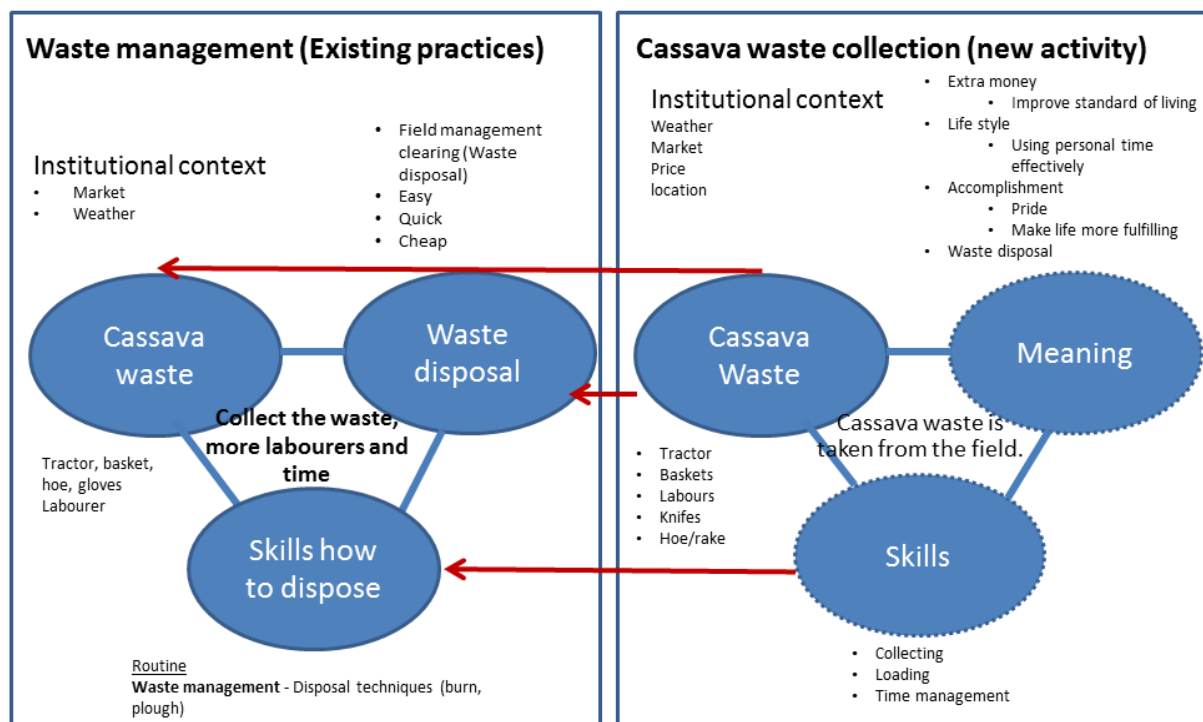 Waste management (Existing practices)
Institutional context
• Market
• Weather
• Field management
clearing (Waste
disposal)
• Easy
• Quick
• Cheap
Cassava
waste
Waste
disposal
Collect the waste,
more labourers and
time
Tractor, basket,
hoe, gloves
Labourer
Skills how
to dispose
Routine
Waste management - Disposal techniques (burn,
plough)
Cassava waste collection (new activity)
Institutional context
Weather
Market
Price
location
• Extra money
• Improve standard of living
• Life style
• Using personal time
effectively
• Accomplishment
• Pride
• Make life more fulfilling
• Waste disposal
Cassava
Waste
Meaning
Cassava waste is
taken from the field.
• Tractor
• Baskets
• Labours
• Knifes
• Hoe/rake
Skills
• Collecting
• Loading
• Time management